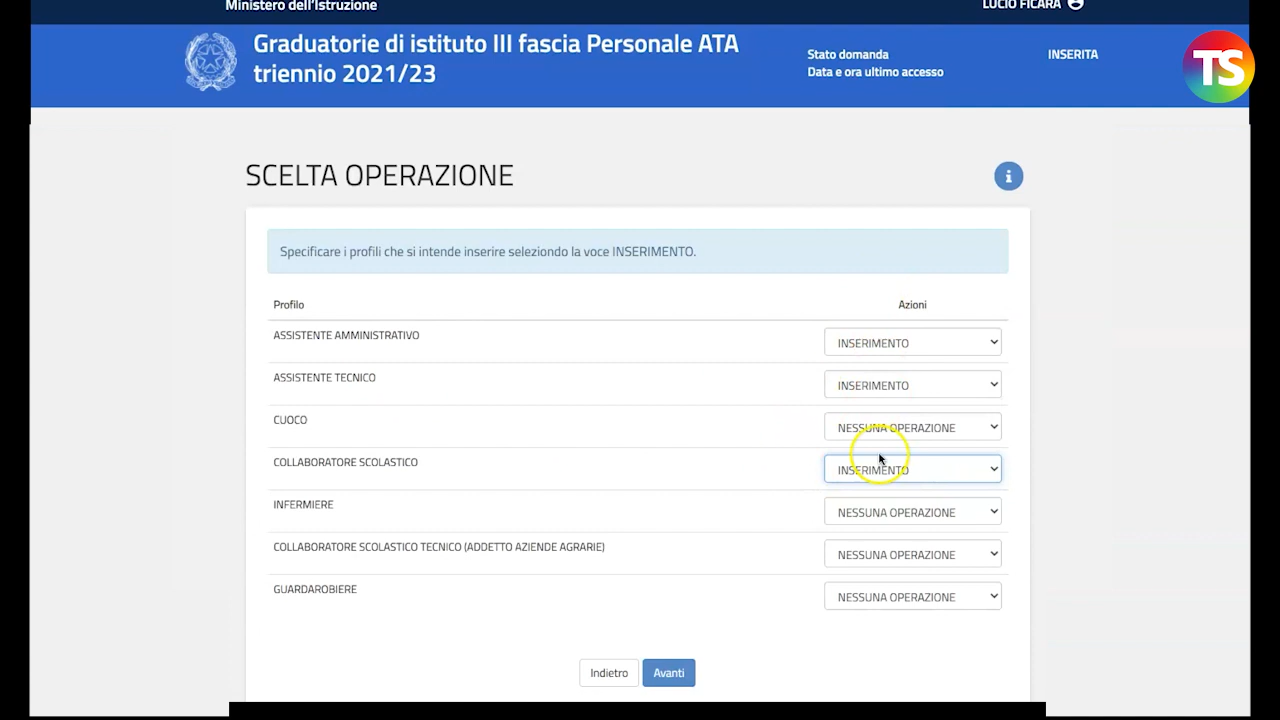 Ministero dell'Istruzione
LUCIO FICARA
Graduatorie di istituto III fascia Personale ATA
triennio 2021/23
Stato domanda
INSERITA
Data e ora ultimo accesso
TS
SCELTA OPERAZIONE
Specificare i profili che si intende inserire seleziondo la voce INSERIMENTO.
Profilo
Azioni
ASSISTENTE AMMINISTRATIVO
INSERIMENTO
ASSISTENTE TECNICO
INSERIMENTO
CUOCO
NESSUNA OPERAZIONE
COLLABORATORE SCOLASTICO
INSERIMENTO
INFERMIERE
NESSUNA OPERAZIONE
COLLABORATORE SCOLASTICO TECNICO (ADDETTO AZIENDE AGRARIE)
NESSUNA OPERAZIONE
GUARDAROBIERE
NESSUNA OPERAZIONE
Indietro
Avanti